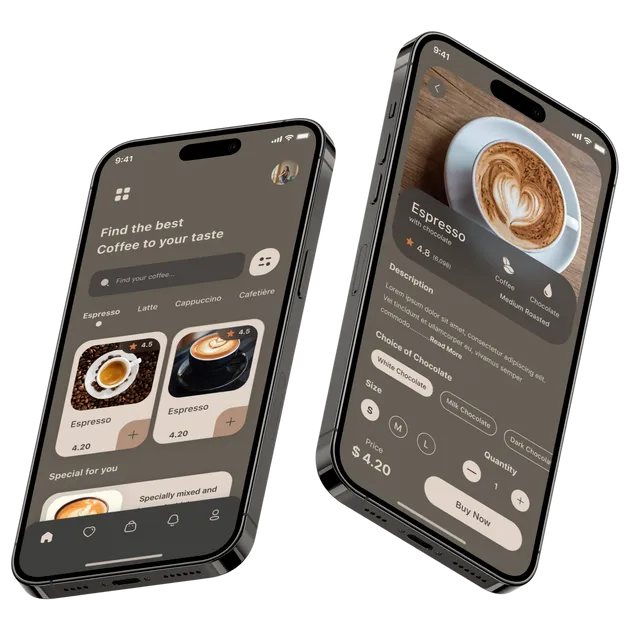 9:41
Find the best
Coffee to your taste
Find your coffee...
Espresso Latte Cappuccino Cafetière
4.5
Espresso
4.20
4.5
Espresso
4.20
Special for you
Specially mixed and
9:41
Espresso
with chocolate
4.8 (6,098)
Coffee Chocolate
Medium Roasted
Description
Lorem ipsum dolor sit amet, consectetur adipiscing elit.
Vel tincidunt et ullamcorper eu, vivamus semper
commodo..........Read More
Choice of Chocolate
White Chocolate Milk Chocolate Dark Chocola
Size
S M L
Quantity
1
Price
$ 4.20
Buy Now